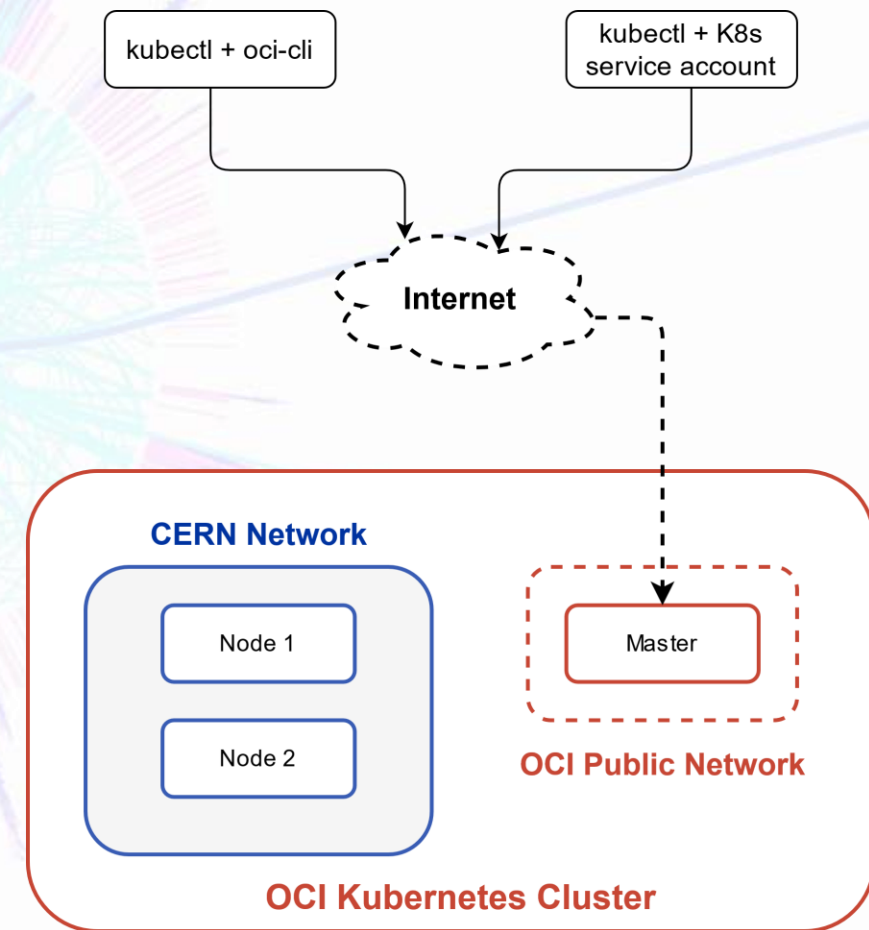 kubectl + oci-cli
kubectl + K8s
service account
Internet
CERN Network
Node 1
Master
Node 2
OCI Public Network
OCI Kubernetes Cluster